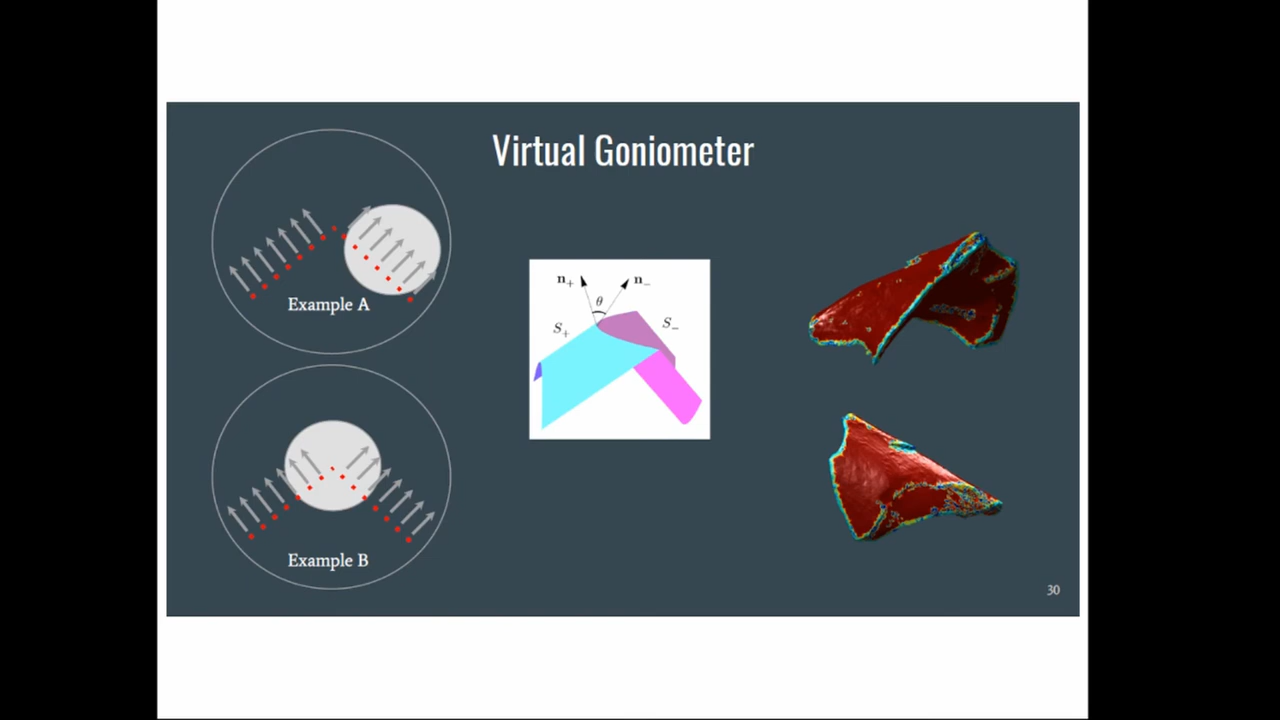 Virtual Goniometer
Example A
n+ n−
θ
S+ S−
Example B
30